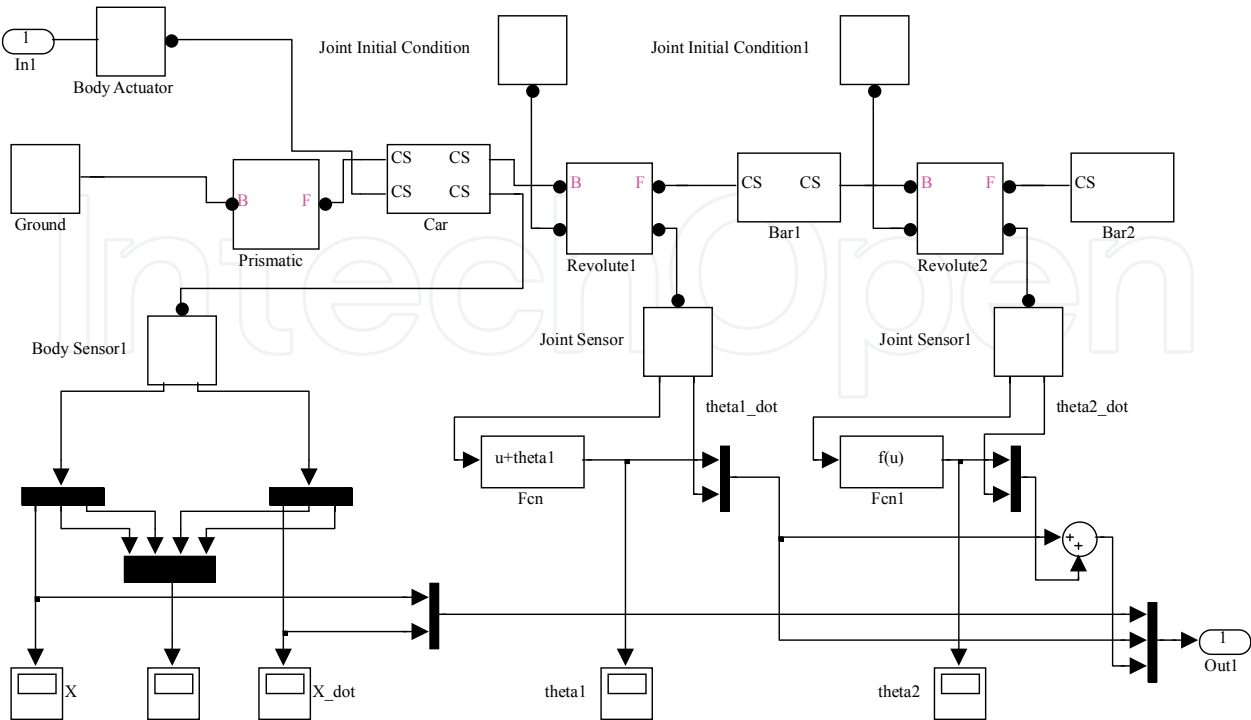 1
In1
Body Actuator
Joint Initial Condition
Joint Initial Condition1
Ground
B
F
Prismatic
CS
CS
CS
CS
Car
B
F
Revolute1
CS
CS
Bar1
B
F
Revolute2
CS
Bar2
IntechOpen
Body Sensor1
Joint Sensor
Joint Sensor1
theta1_dot
theta2_dot
u+theta1
Fcn
f(u)
Fcn1
+
+
X
X_dot
theta1
theta2
1
Out1